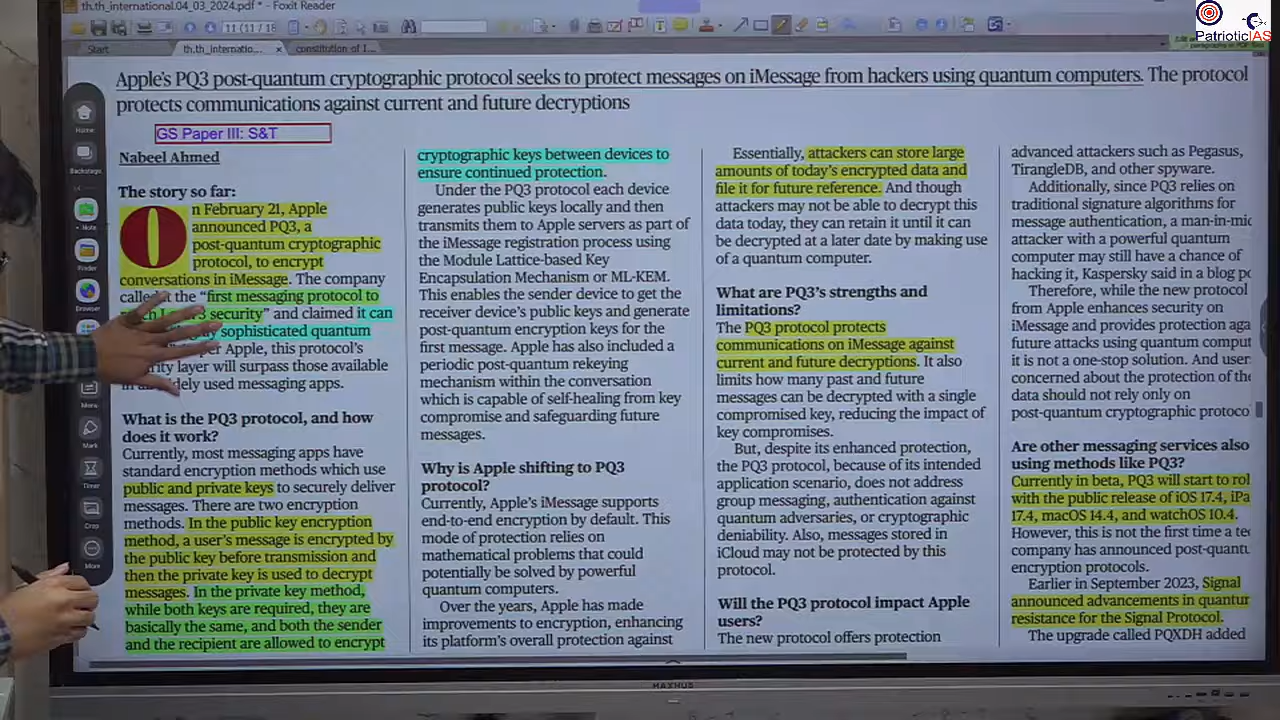 th.th_international.04_03_2024.pdf * - Foxit Reader
PatrioticIAS
11 (11 / 18
Start
th.th_internatio...
constitution of I...
Apple's PQ3 post-quantum cryptographic protocol seeks to protect messages on iMessage from hackers using quantum computers. The protocol
protects communications against current and future decryptions
GS Paper III: S&T
Nabeel Ahmed
The story so far:
On February 21, Apple
announced PQ3, a
post-quantum cryptographic
protocol, to encrypt
conversations in iMessage. The company
called it the “first messaging protocol to
security” and claimed it can
sophisticated quantum
per Apple, this protocol's
layer will surpass those available
used messaging apps.
What is the PQ3 protocol, and how
does it work?
Currently, most messaging apps have
standard encryption methods which use
public and private keys to securely deliver
messages. There are two encryption
methods. In the public key encryption
method, a user's message is encrypted by
the public key before transmission and
then the private key is used to decrypt
messages. In the private key method,
while both keys are required, they are
basically the same, and both the sender
and the recipient are allowed to encrypt
cryptographic keys between devices to
ensure continued protection.
Under the PQ3 protocol each device
generates public keys locally and then
transmits them to Apple servers as part of
the iMessage registration process using
the Module Lattice-based Key
Encapsulation Mechanism or ML-KEM.
This enables the sender device to get the
receiver device's public keys and generate
post-quantum encryption keys for the
first message. Apple has also included a
periodic post-quantum rekeying
mechanism within the conversation
which is capable of self-healing from key
compromise and safeguarding future
messages.
Why is Apple shifting to PQ3
protocol?
Currently, Apple's iMessage supports
end-to-end encryption by default. This
mode of protection relies on
mathematical problems that could
potentially be solved by powerful
quantum computers.
Over the years, Apple has made
improvements to encryption, enhancing
its platform's overall protection against
Essentially, attackers can store large
amounts of today's encrypted data and
file it for future reference. And though
attackers may not be able to decrypt this
data today, they can retain it until it can
be decrypted at a later date by making use
of a quantum computer.
What are PQ3's strengths and
limitations?
The PQ3 protocol protects
communications on iMessage against
current and future decryptions. It also
limits how many past and future
messages can be decrypted with a single
compromised key, reducing the impact of
key compromises.
But, despite its enhanced protection,
the PQ3 protocol, because of its intended
application scenario, does not address
group messaging, authentication against
quantum adversaries, or cryptographic
deniability. Also, messages stored in
iCloud may not be protected by this
protocol.
Will the PQ3 protocol impact Apple
users?
The new protocol offers protection
advanced attackers such as Pegasus,
TirangleDB, and other spyware.
Additionally, since PQ3 relies on
traditional signature algorithms for
message authentication, a man-in-mid
attacker with a powerful quantum
computer may still have a chance of
hacking it, Kaspersky said in a blog po
Therefore, while the new protocol
from Apple enhances security on
iMessage and provides protection aga
future attacks using quantum comput
it is not a one-stop solution. And user
concerned about the protection of the
data should not rely only on
post-quantum cryptographic protoco
Are other messaging services also
using methods like PQ3?
Currently in beta, PQ3 will start to rol
with the public release of iOS 17.4, iPa
17.4, macOS 14.4, and watchOS 10.4.
However, this is not the first time a tec
company has announced post-quantu
encryption protocols.
Earlier in September 2023, Signal
announced advancements in quantum
resistance for the Signal Protocol.
The upgrade called PQXDH added
Home
Backstage
Note
Finder
Browser
Menu
Mark
Timer
Crop
More
MAXHUB